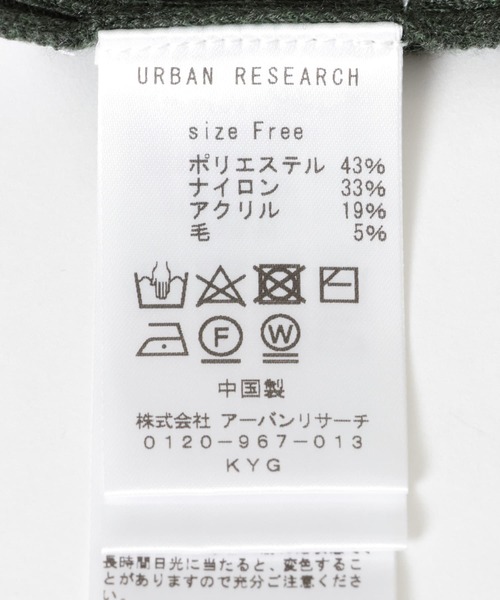 URBAN RESEARCH
size Free
ポリエステル 43%
ナイロン 33%
アクリル 19%
毛 5%
F W
中国製
株式会社 アーバンリサーチ
0120-967-013
KYG
長時間日光に当たると、変色するこ
とがありますので充分ご注意くださ
い。